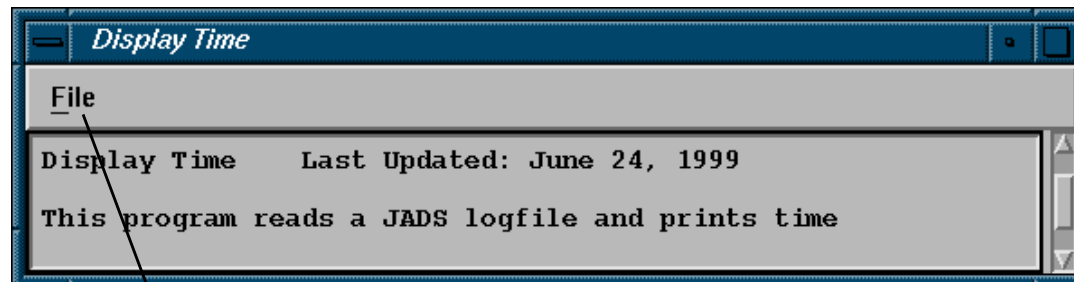 Display Time
File
Display Time    Last Updated: June 24, 1999
This program reads a JADS logfile and prints time